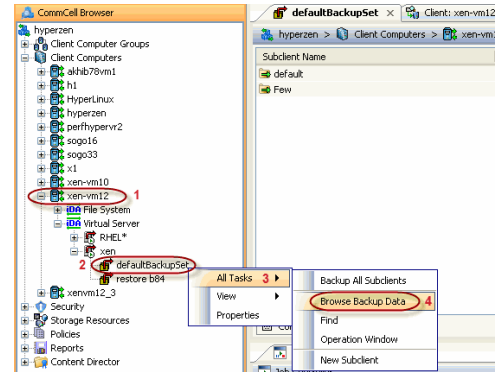 CommCell Browser
hyperzen
Client Computer Groups
Client Computers
akhib78vm1
h1
HyperLinux
hyperzen
perfhypervr2
sogo16
sogo33
x1
xen-vm10
xen-vm12 1
iDA File System
iDA Virtual Server
RHEL*
xen
2 defaultBackupSet
restore b84
xenvm12_3
Security
Storage Resources
Policies
Reports
Content Director
defaultBackupSet × Client: xen-vm12
hyperzen > Client Computers > xen-vm1
Subclient Name
default
Few
All Tasks 3
View
Properties
Backup All Subclients
Browse Backup Data 4
Find
Operation Window
New Subclient